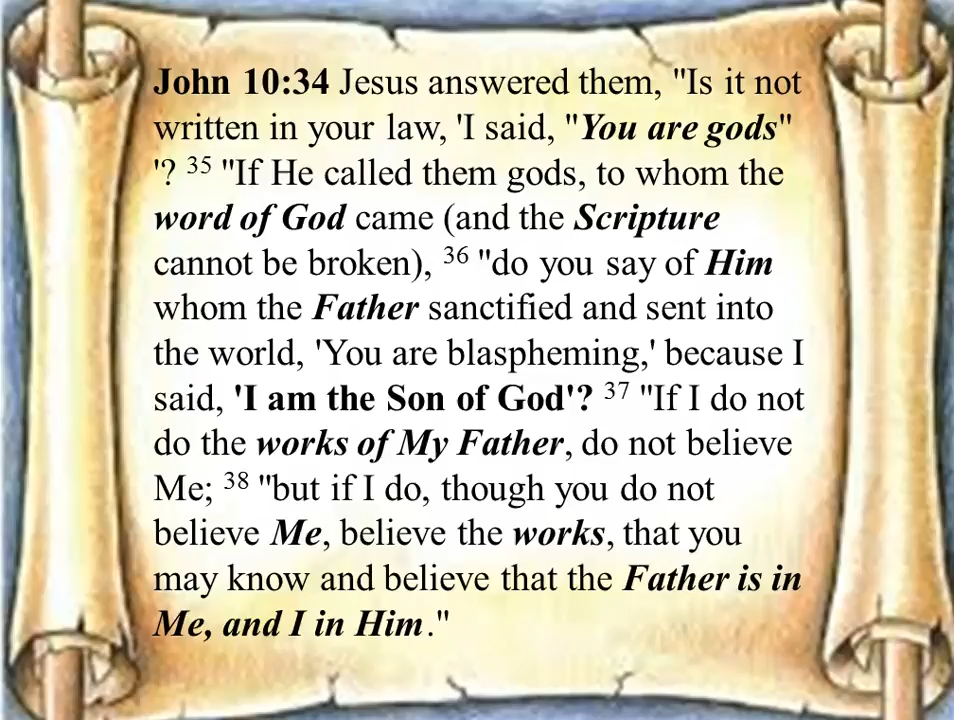 John 10:34 Jesus answered them, "Is it not
written in your law, 'I said, "You are gods"
'? 35 "If He called them gods, to whom the
word of God came (and the Scripture
cannot be broken), 36 "do you say of Him
whom the Father sanctified and sent into
the world, 'You are blaspheming,' because I
said, 'I am the Son of God'? 37 "If I do not
do the works of My Father, do not believe
Me; 38 "but if I do, though you do not
believe Me, believe the works, that you
may know and believe that the Father is in
Me, and I in Him."